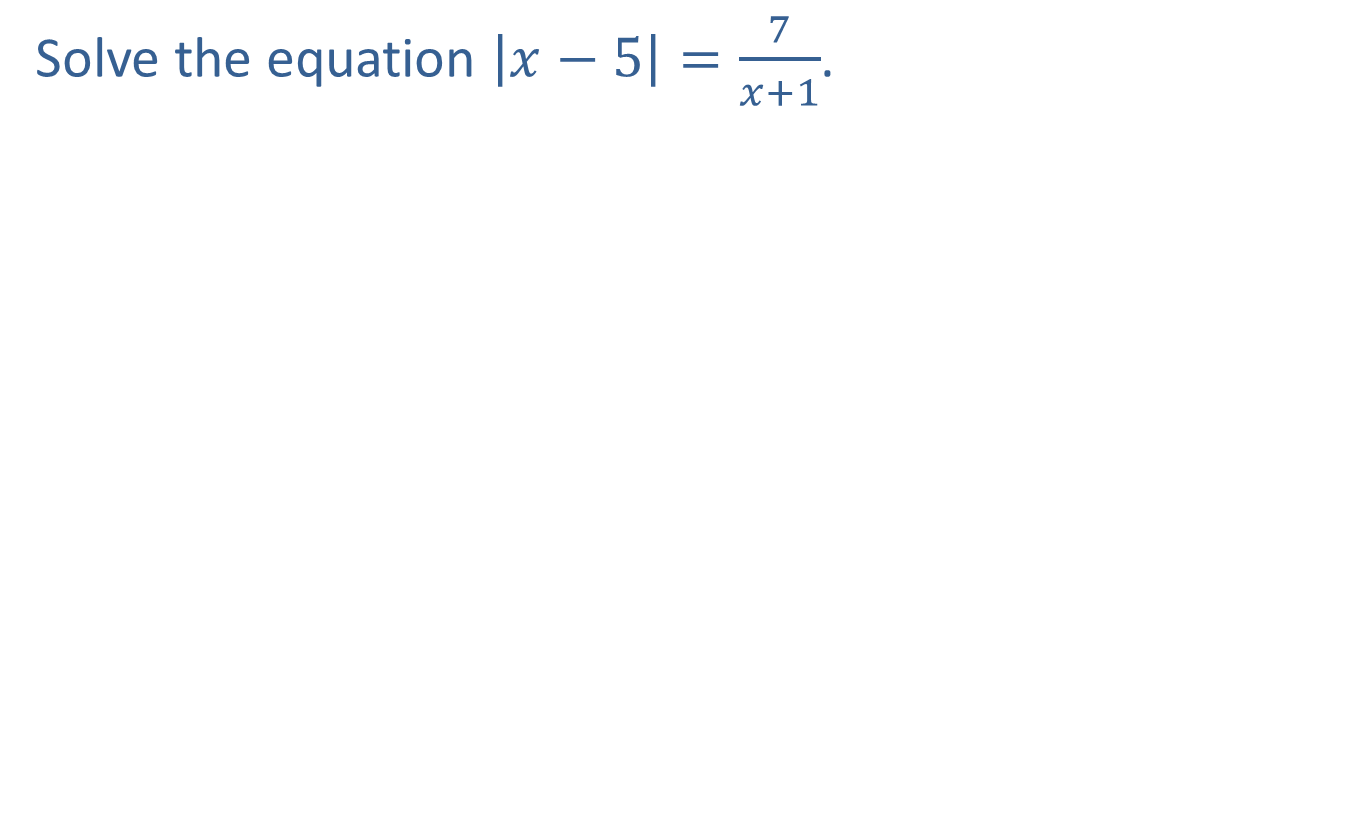 Solve the equation |𝑥 − 5| = 7/(𝑥+1).